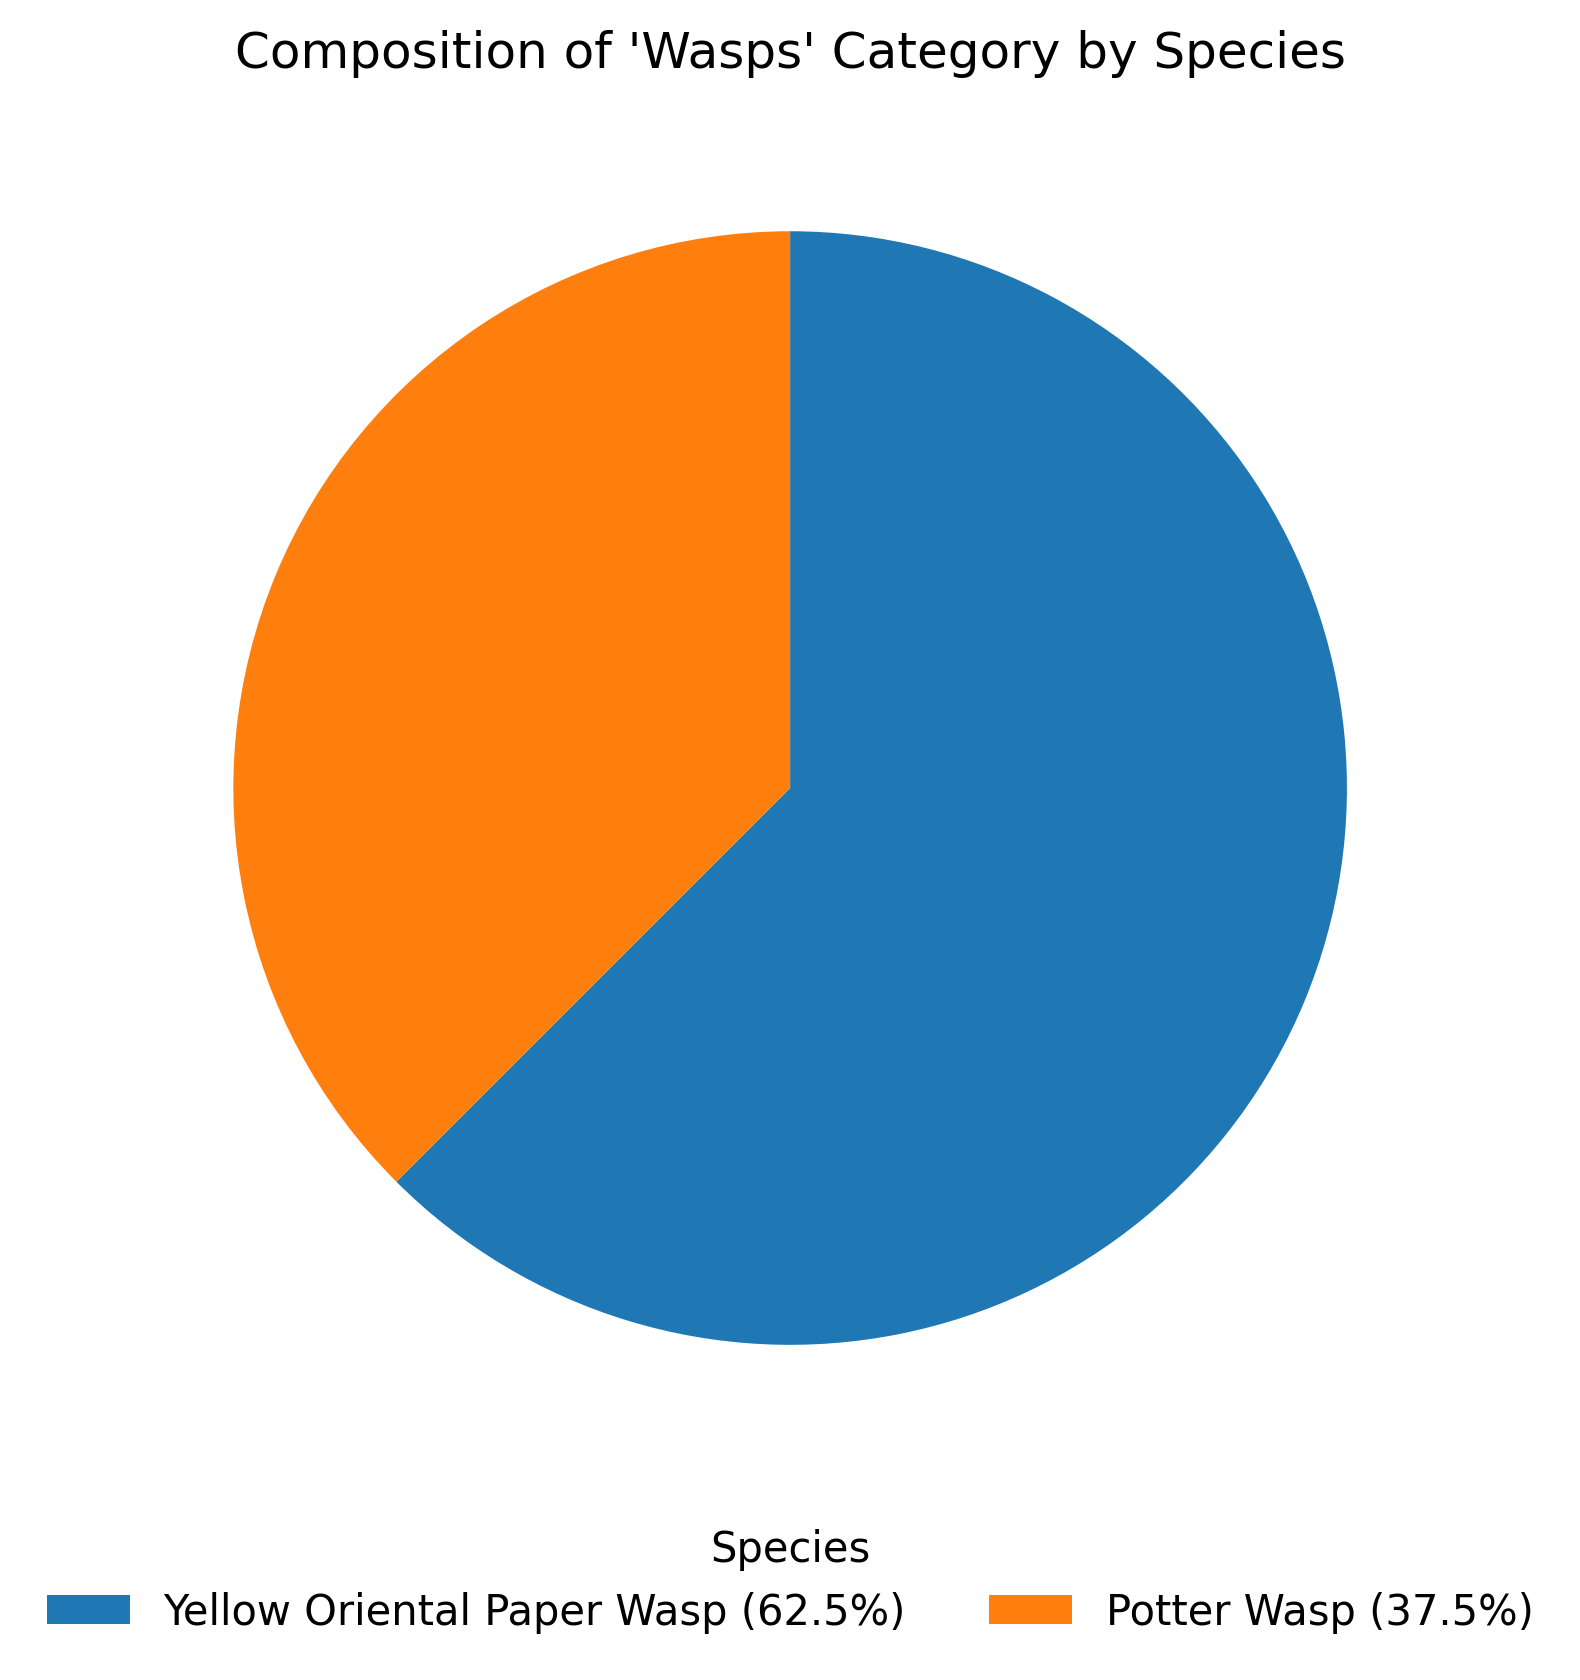 Composition of 'Wasps' Category by Species
Species
Yellow Oriental Paper Wasp (62.5%) Potter Wasp (37.5%)